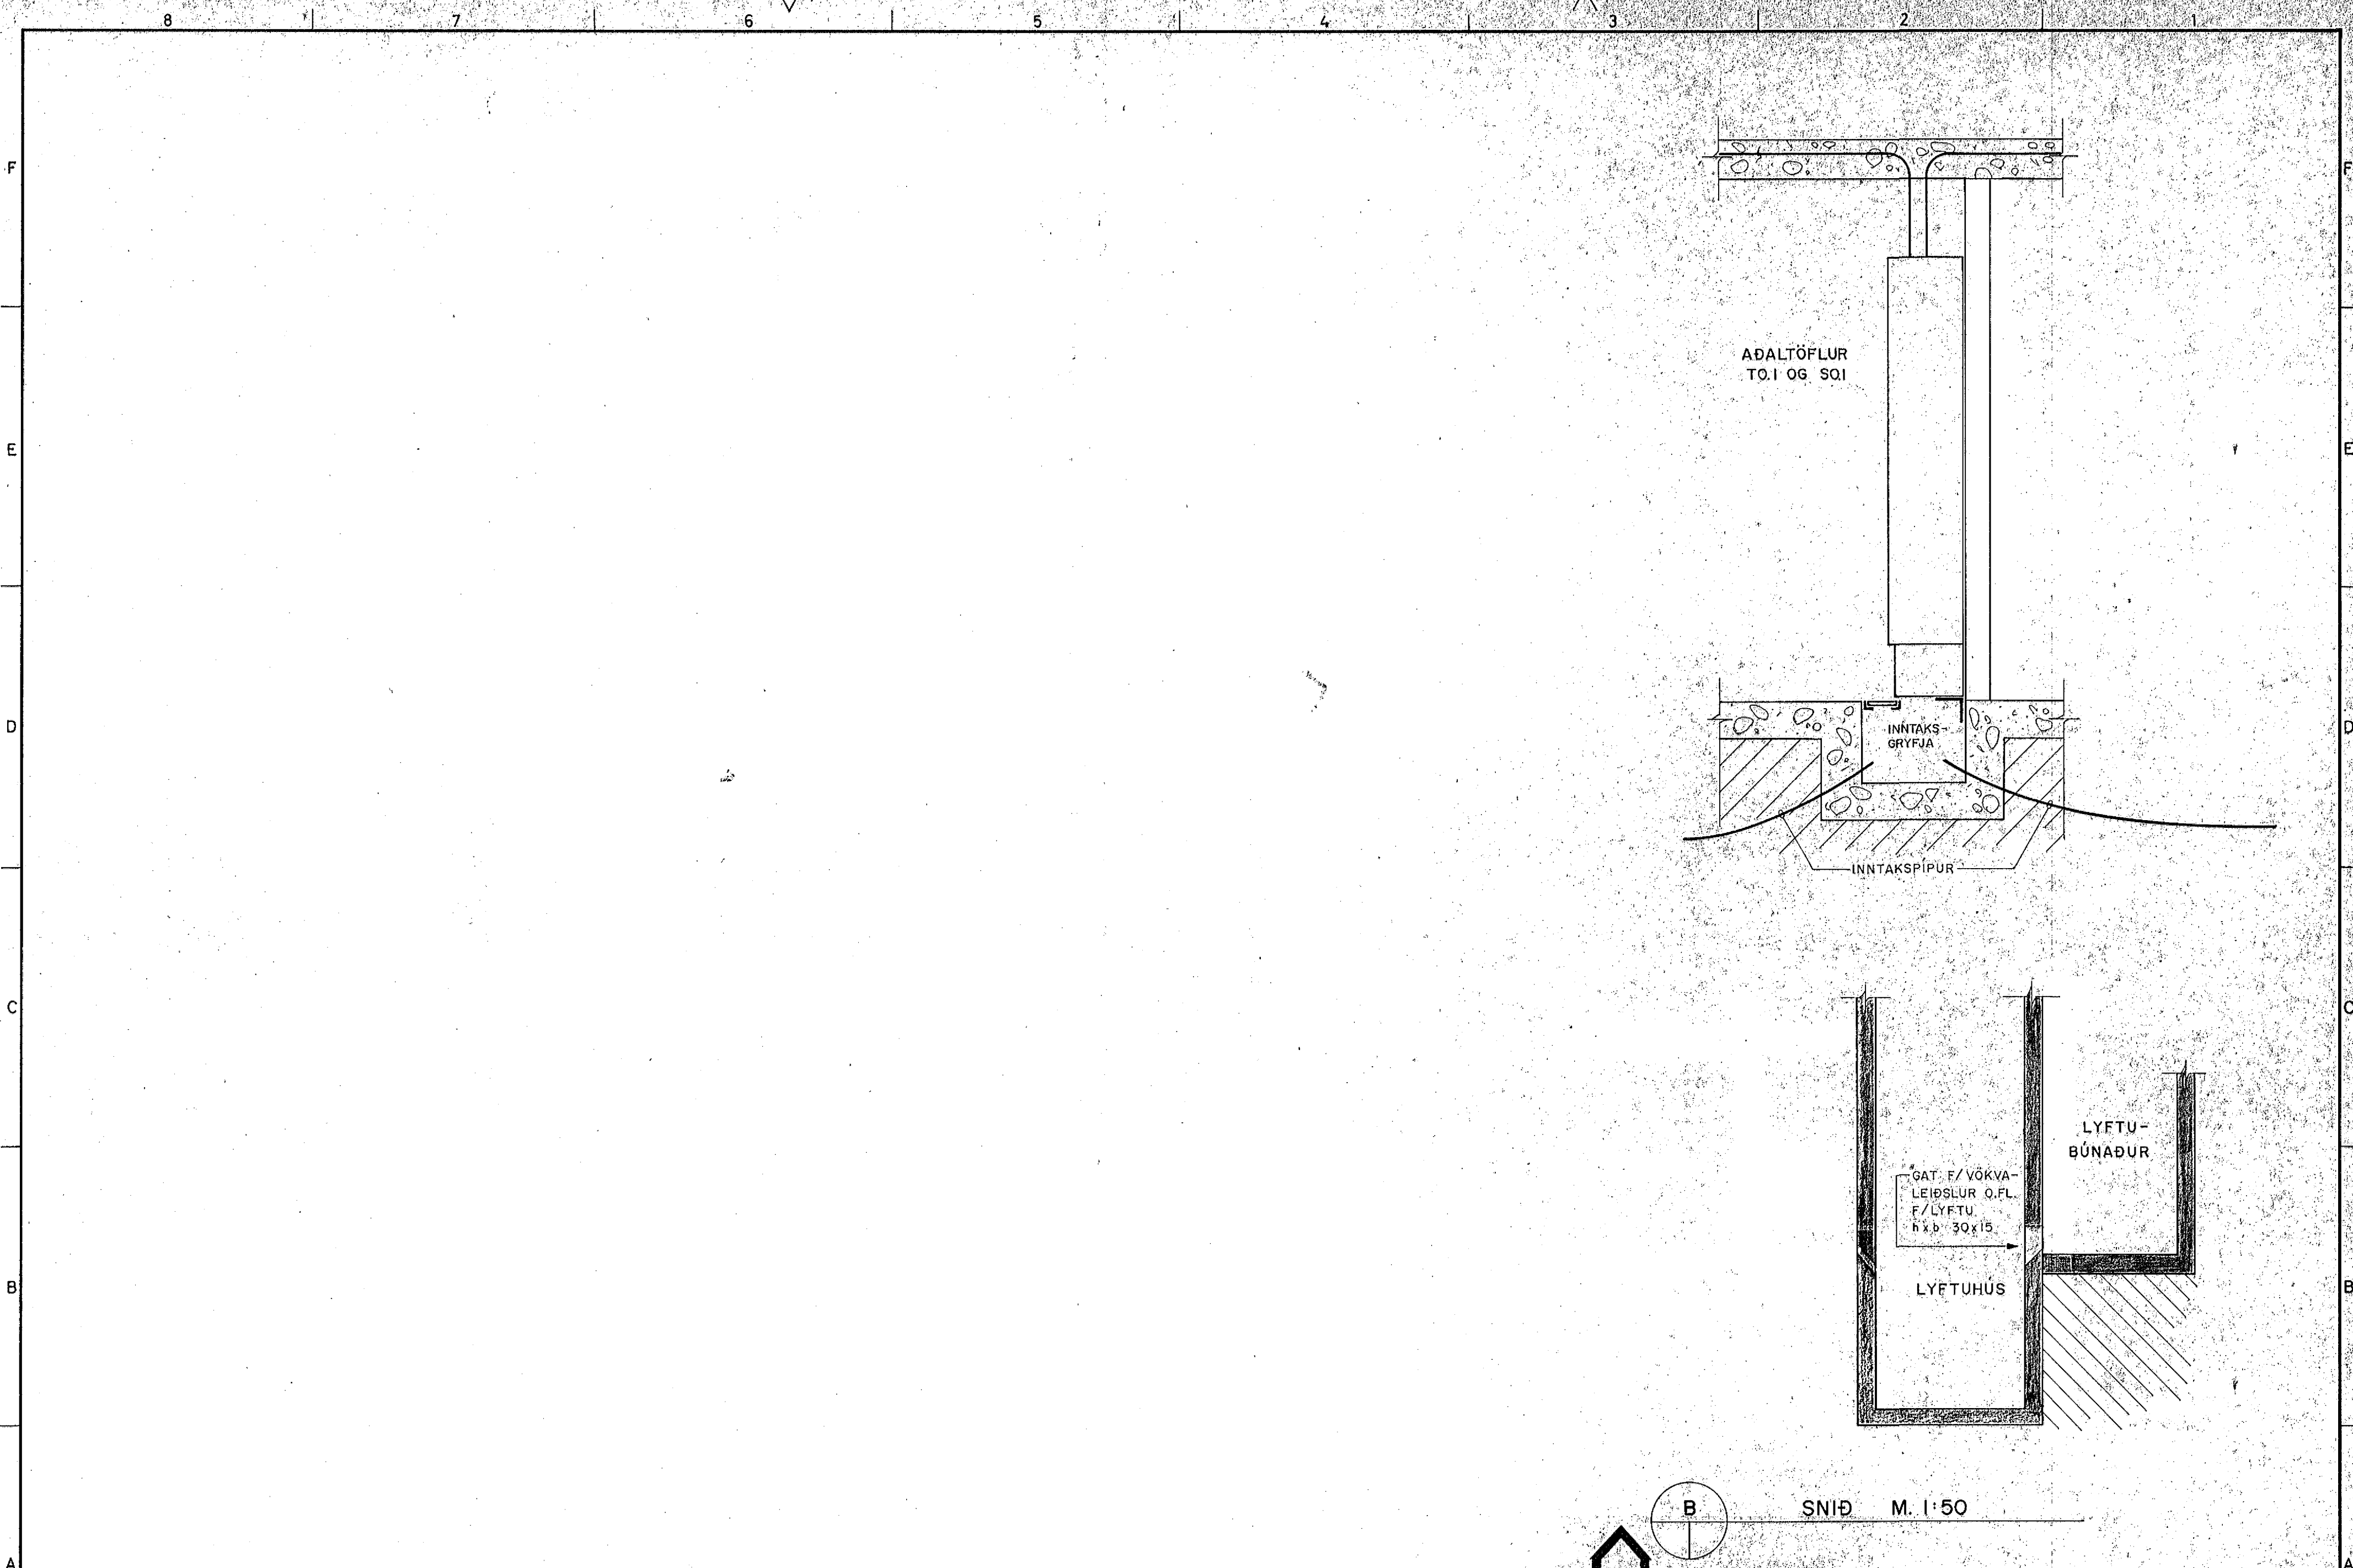 8 7 6 5 4 3 2 1
F F
AÐALTÖFLUR
TO.1 OG SO.1
E E
D D
INNTAKS-
GRYFJA
INNTAKSPÍPUR
C C
LYFTU-
BÚNAÐUR
GAT F/VÖKVA-
LEIÐSLUR O.FL.
F/LYFTU
h x b 30x15
LYFTUHÚS
B B
B SNIÐ M. 1:50
A A